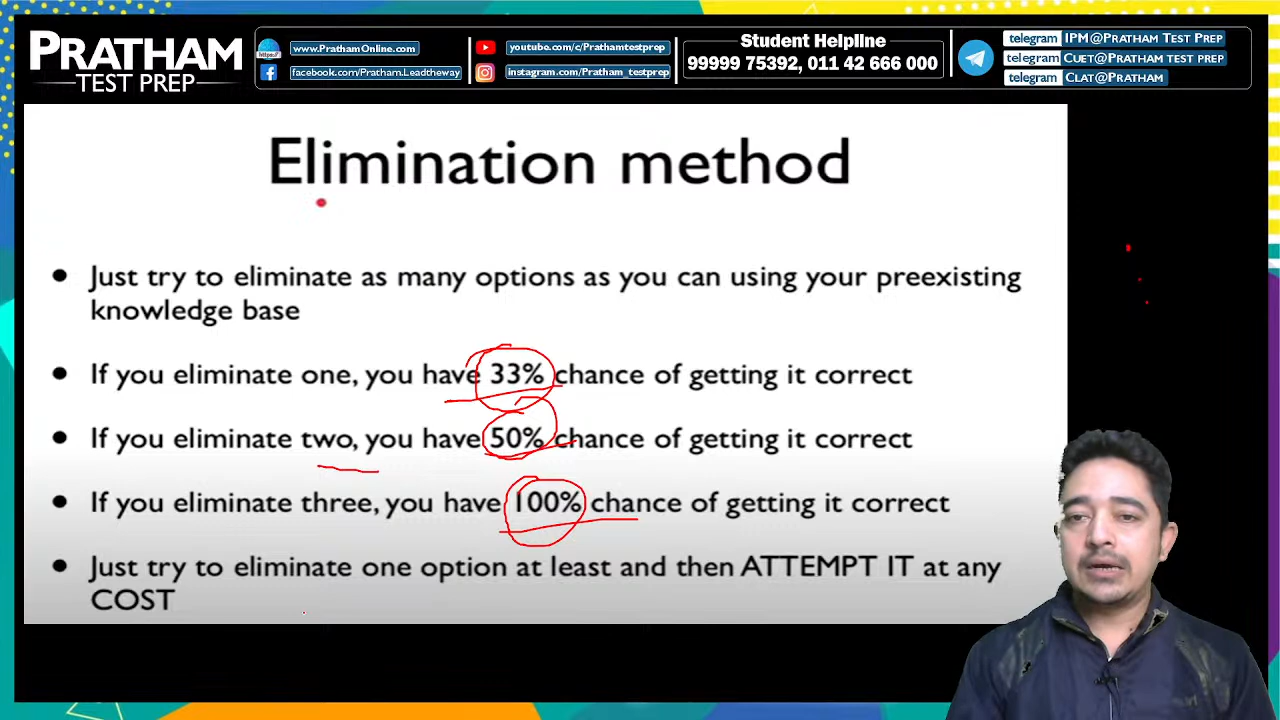 PRATHAM
TEST PREP
https://
www.PrathamOnline.com
facebook.com/Pratham.Leadtheway
youtube.com/c/Prathamtestprep
instagram.com/Pratham_testprep
Student Helpline
99999 75392, 011 42 666 000
telegram IPM@PRATHAM TEST PREP
telegram CUET@PRATHAM TEST PREP
telegram CLAT@PRATHAM
Elimination method
• Just try to eliminate as many options as you can using your preexisting
knowledge base
• If you eliminate one, you have 33% chance of getting it correct
• If you eliminate two, you have 50% chance of getting it correct
• If you eliminate three, you have 100% chance of getting it correct
• Just try to eliminate one option at least and then ATTEMPT IT at any
COST